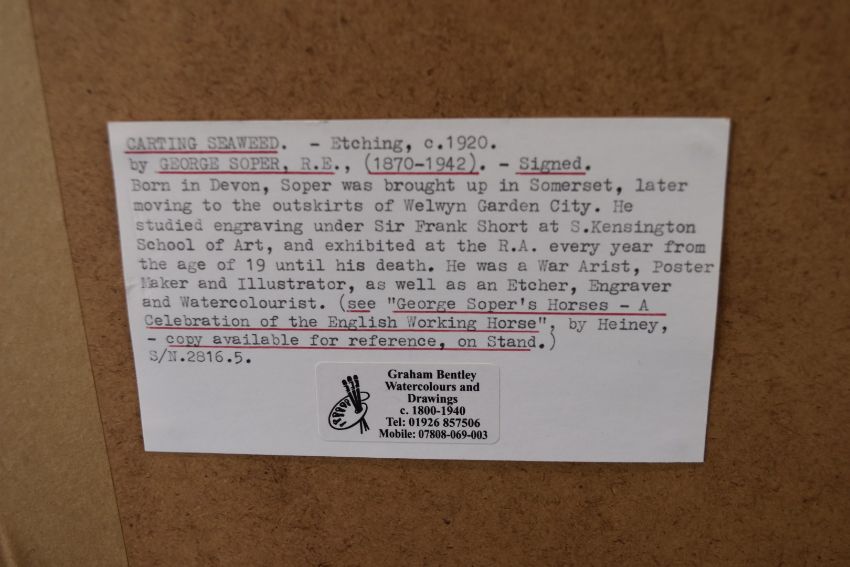 CARTING SEAWEED. - Etching, c.1920.
by GEORGE SOPER, R.E., (1870-1942). - Signed.
Born in Devon, Soper was brought up in Somerset, later
moving to the outskirts of Welwyn Garden City. He
studied engraving under Sir Frank Short at S.Kensington
School of Art, and exhibited at the R.A. every year from
the age of 19 until his death. He was a War Arist, Poster
Maker and Illustrator, as well as an Etcher, Engraver
and Watercolourist. (see "George Soper's Horses - A
Celebration of the English Working Horse", by Heiney,
- copy available for reference, on Stand.)
S/N.2816.5.
Graham Bentley
Watercolours and
Drawings
c. 1800-1940
Tel: 01926 857506
Mobile: 07808-069-003